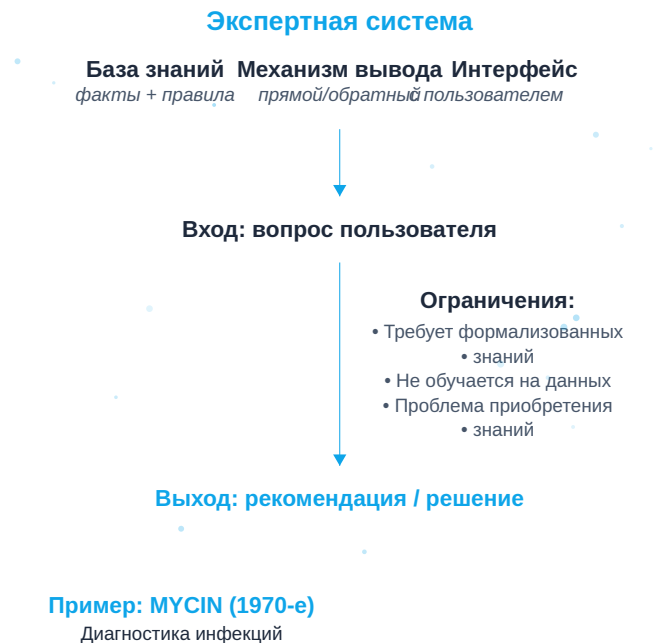 Экспертная система
База знаний Механизм вывода Интерфейс
факты + правила прямой/обратный с пользователем
Вход: вопрос пользователя
Ограничения:
• Требует формализованных
• знаний
• Не обучается на данных
• Проблема приобретения
• знаний
Выход: рекомендация / решение
Пример: MYCIN (1970-е)
Диагностика инфекций